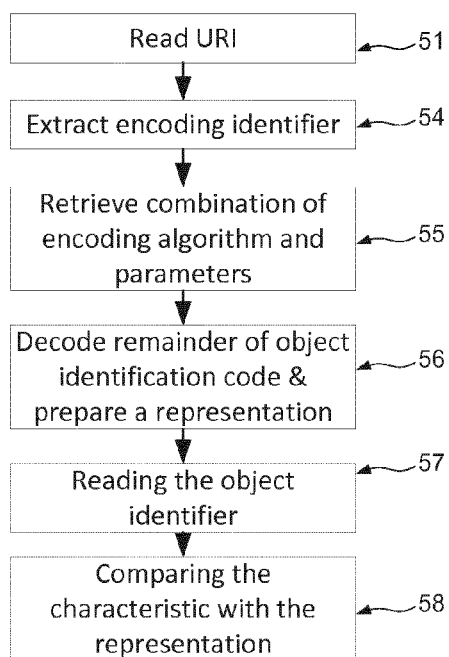 Read URI
51
Extract encoding identifier
54
Retrieve combination of
encoding algorithm and
parameters
55
Decode remainder of object
identification code &
prepare a representation
56
Reading the object
identifier
57
Comparing the
characteristic with the
representation
58